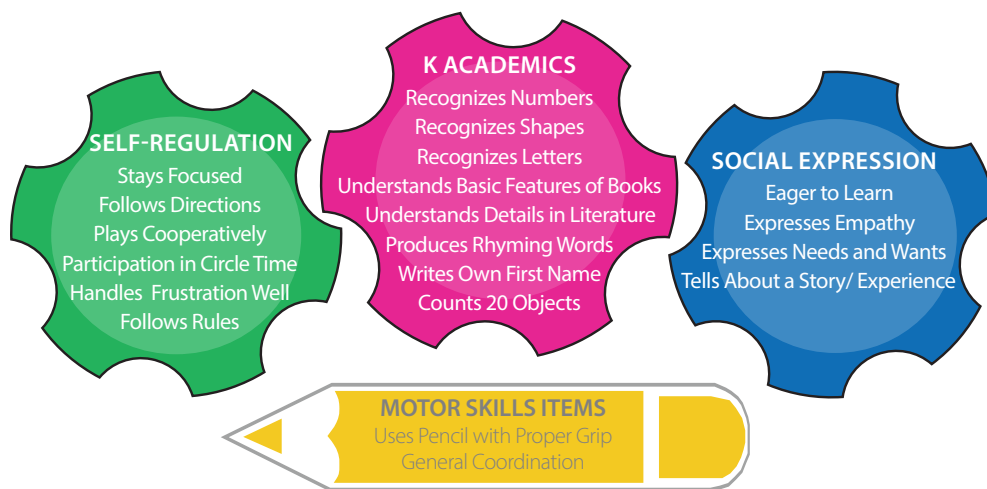 SELF-REGULATION
Stays Focused
Follows Directions
Plays Cooperatively
Participation in Circle Time
Handles Frustration Well
Follows Rules
K ACADEMICS
Recognizes Numbers
Recognizes Shapes
Recognizes Letters
Understands Basic Features of Books
Understands Details in Literature
Produces Rhyming Words
Writes Own First Name
Counts 20 Objects
SOCIAL EXPRESSION
Eager to Learn
Expresses Empathy
Expresses Needs and Wants
Tells About a Story/ Experience
MOTOR SKILLS ITEMS
Uses Pencil with Proper Grip
General Coordination